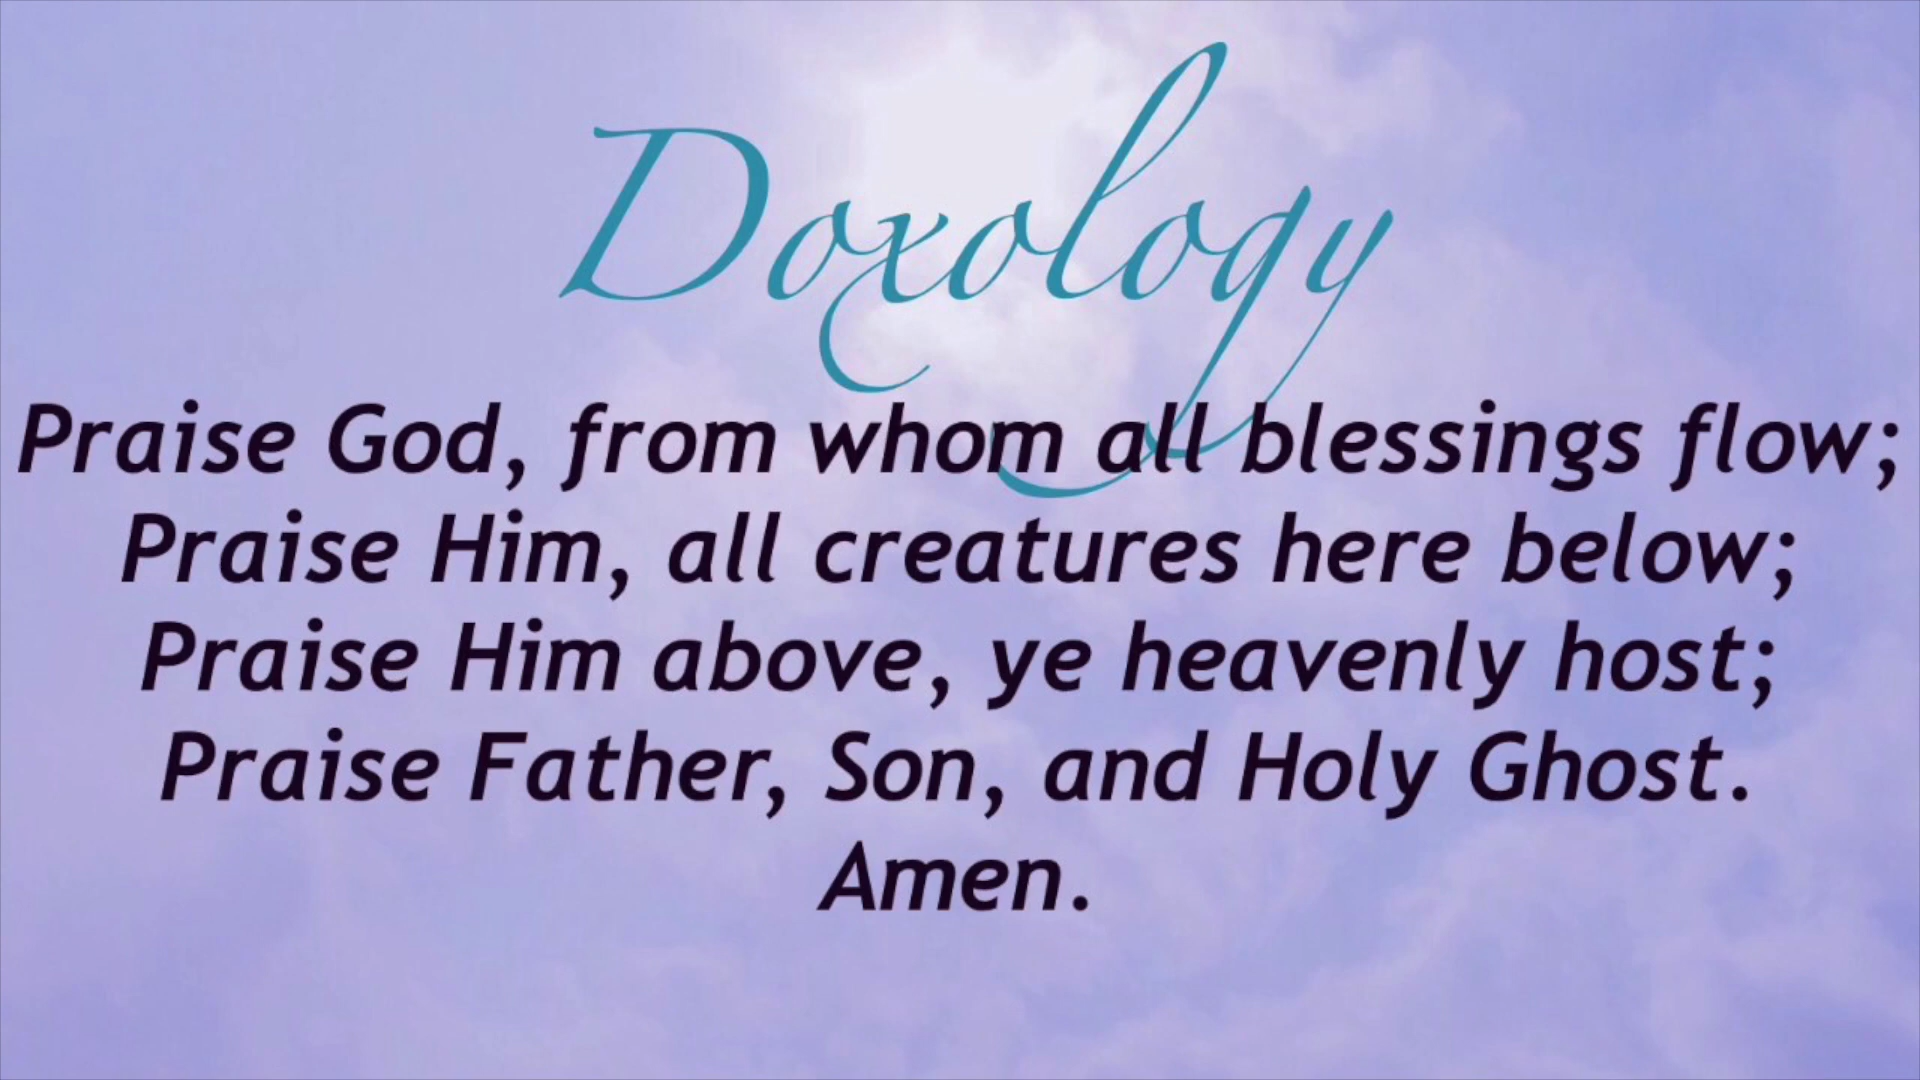 Doxology
Praise God, from whom all blessings flow;
Praise Him, all creatures here below;
Praise Him above, ye heavenly host;
Praise Father, Son, and Holy Ghost.
Amen.